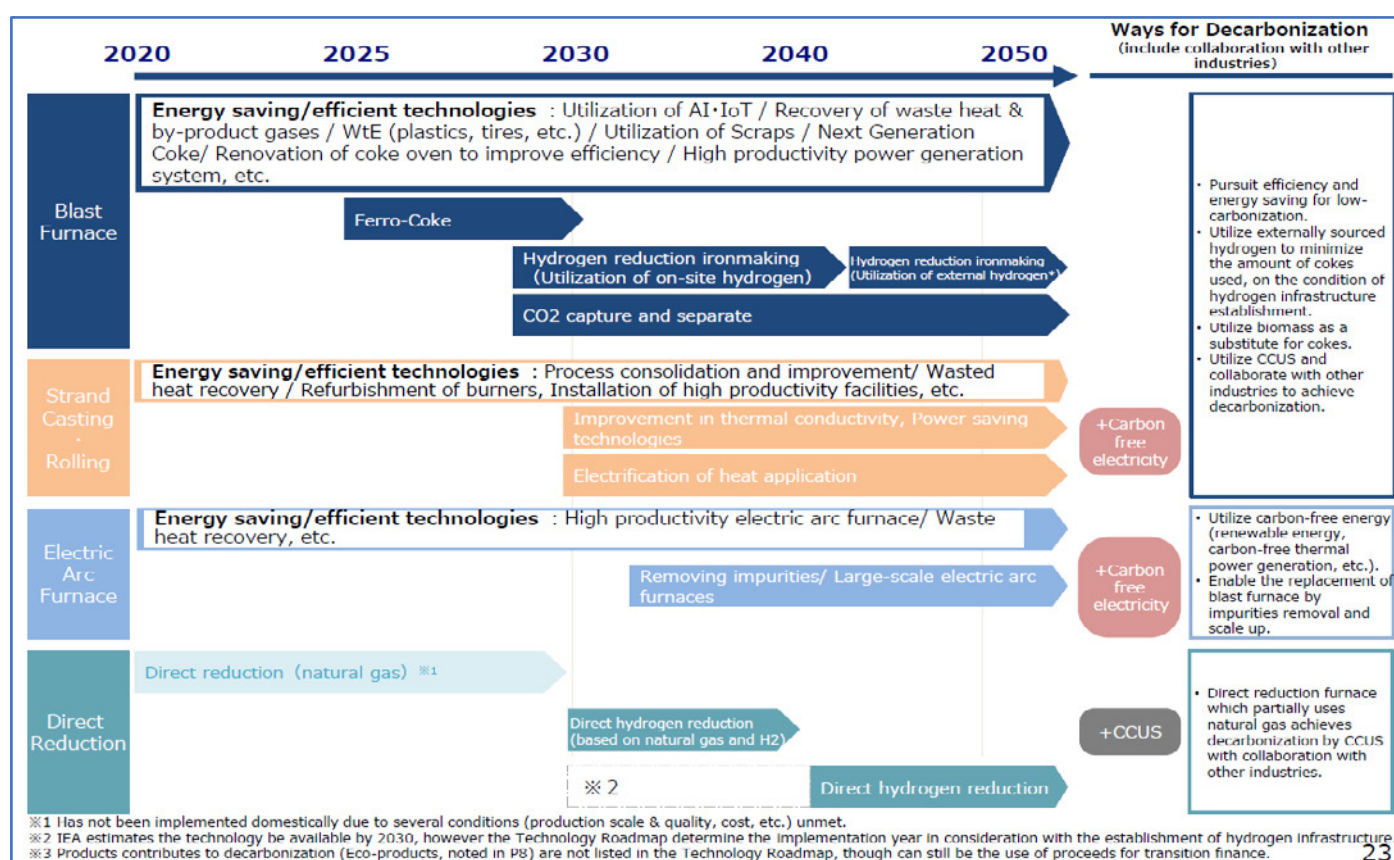 2020
2025
2030
2040
2050
Ways for Decarbonization
(include collaboration with other
industries)
Blast
Furnace
Energy saving/efficient technologies : Utilization of AI・IoT / Recovery of waste heat &
by-product gases / WtE (plastics, tires, etc.) / Utilization of Scraps / Next Generation
Coke/ Renovation of coke oven to improve efficiency / High productivity power generation
system, etc.
Ferro-Coke
Hydrogen reduction ironmaking
(Utilization of on-site hydrogen)
Hydrogen reduction ironmaking
(Utilization of external hydrogen*)
CO2 capture and separate
• Pursuit efficiency and
energy saving for low-
carbonization.
• Utilize externally sourced
hydrogen to minimize
the amount of cokes
used, on the condition of
hydrogen infrastructure
establishment.
• Utilize biomass as a
substitute for cokes.
• Utilize CCUS and
collaborate with other
industries to achieve
decarbonization.
Strand
Casting
・
Rolling
Energy saving/efficient technologies : Process consolidation and improvement/ Wasted
heat recovery / Refurbishment of burners, Installation of high productivity facilities, etc.
Improvement in thermal conductivity, Power saving
technologies
Electrification of heat application
+Carbon
free
electricity
Electric
Arc
Furnace
Energy saving/efficient technologies : High productivity electric arc furnace/ Waste
heat recovery, etc.
Removing impurities/ Large-scale electric arc
furnaces
+Carbon
free
electricity
• Utilize carbon-free energy
(renewable energy,
carbon-free thermal
power generation, etc.).
• Enable the replacement of
blast furnace by
impurities removal and
scale up.
Direct
Reduction
Direct reduction (natural gas) ※1
Direct hydrogen reduction
(based on natural gas and H2)
※ 2
Direct hydrogen reduction
+CCUS
• Direct reduction furnace
which partially uses
natural gas achieves
decarbonization by CCUS
with collaboration with
other industries.
※1 Has not been implemented domestically due to several conditions (production scale & quality, cost, etc.) unmet.
※2 IEA estimates the technology be available by 2030, however the Technology Roadmap determine the implementation year in consideration with the establishment of hydrogen infrastructure.
※3 Products contributes to decarbonization (Eco-products, noted in P8) are not listed in the Technology Roadmap, though can still be the use of proceeds for transition finance.
23